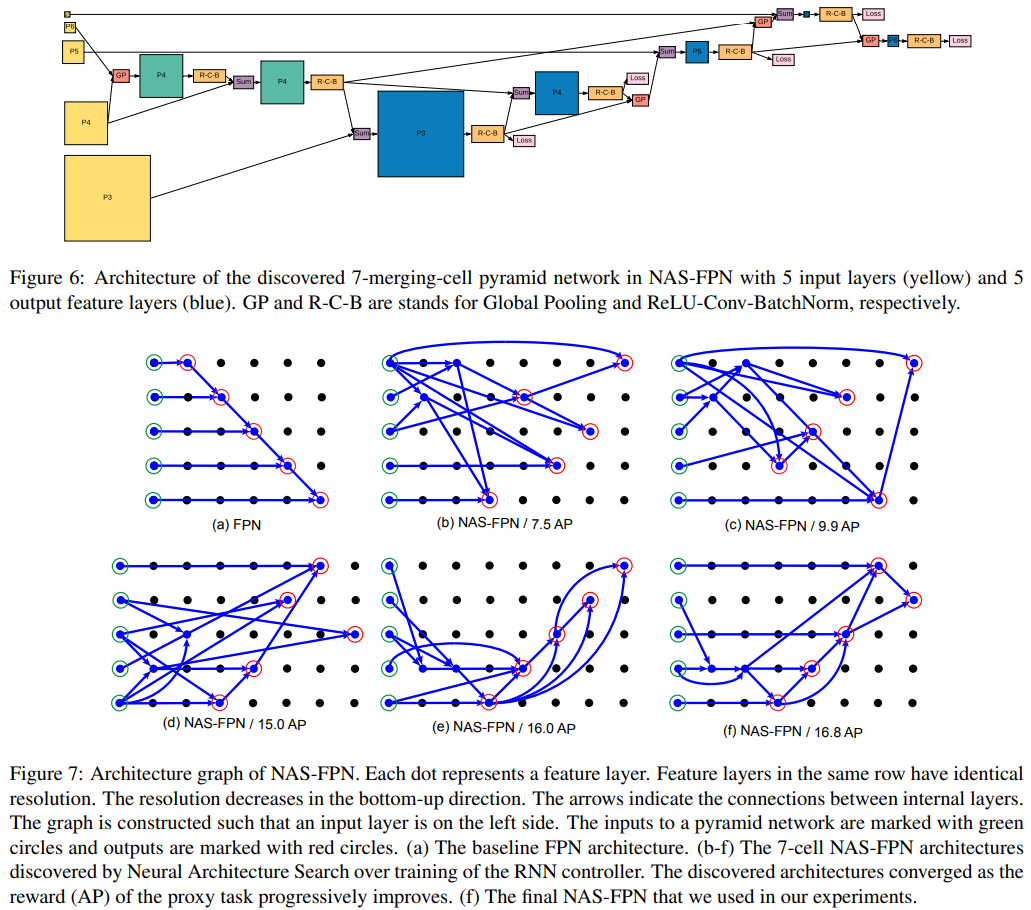 P6
P5
P4
P3
GP
P4
R-C-B
Sum
P4
R-C-B
Sum
P3
R-C-B
Loss
Sum
P4
R-C-B
Loss
GP
Sum
P5
R-C-B
Loss
GP
Sum
R-C-B
Loss
GP
P6
R-C-B
Loss
Figure 6: Architecture of the discovered 7-merging-cell pyramid network in NAS-FPN with 5 input layers (yellow) and 5
output feature layers (blue). GP and R-C-B are stands for Global Pooling and ReLU-Conv-BatchNorm, respectively.
(a) FPN
(b) NAS-FPN / 7.5 AP
(c) NAS-FPN / 9.9 AP
(d) NAS-FPN / 15.0 AP
(e) NAS-FPN / 16.0 AP
(f) NAS-FPN / 16.8 AP
Figure 7: Architecture graph of NAS-FPN. Each dot represents a feature layer. Feature layers in the same row have identical
resolution. The resolution decreases in the bottom-up direction. The arrows indicate the connections between internal layers.
The graph is constructed such that an input layer is on the left side. The inputs to a pyramid network are marked with green
circles and outputs are marked with red circles. (a) The baseline FPN architecture. (b-f) The 7-cell NAS-FPN architectures
discovered by Neural Architecture Search over training of the RNN controller. The discovered architectures converged as the
reward (AP) of the proxy task progressively improves. (f) The final NAS-FPN that we used in our experiments.